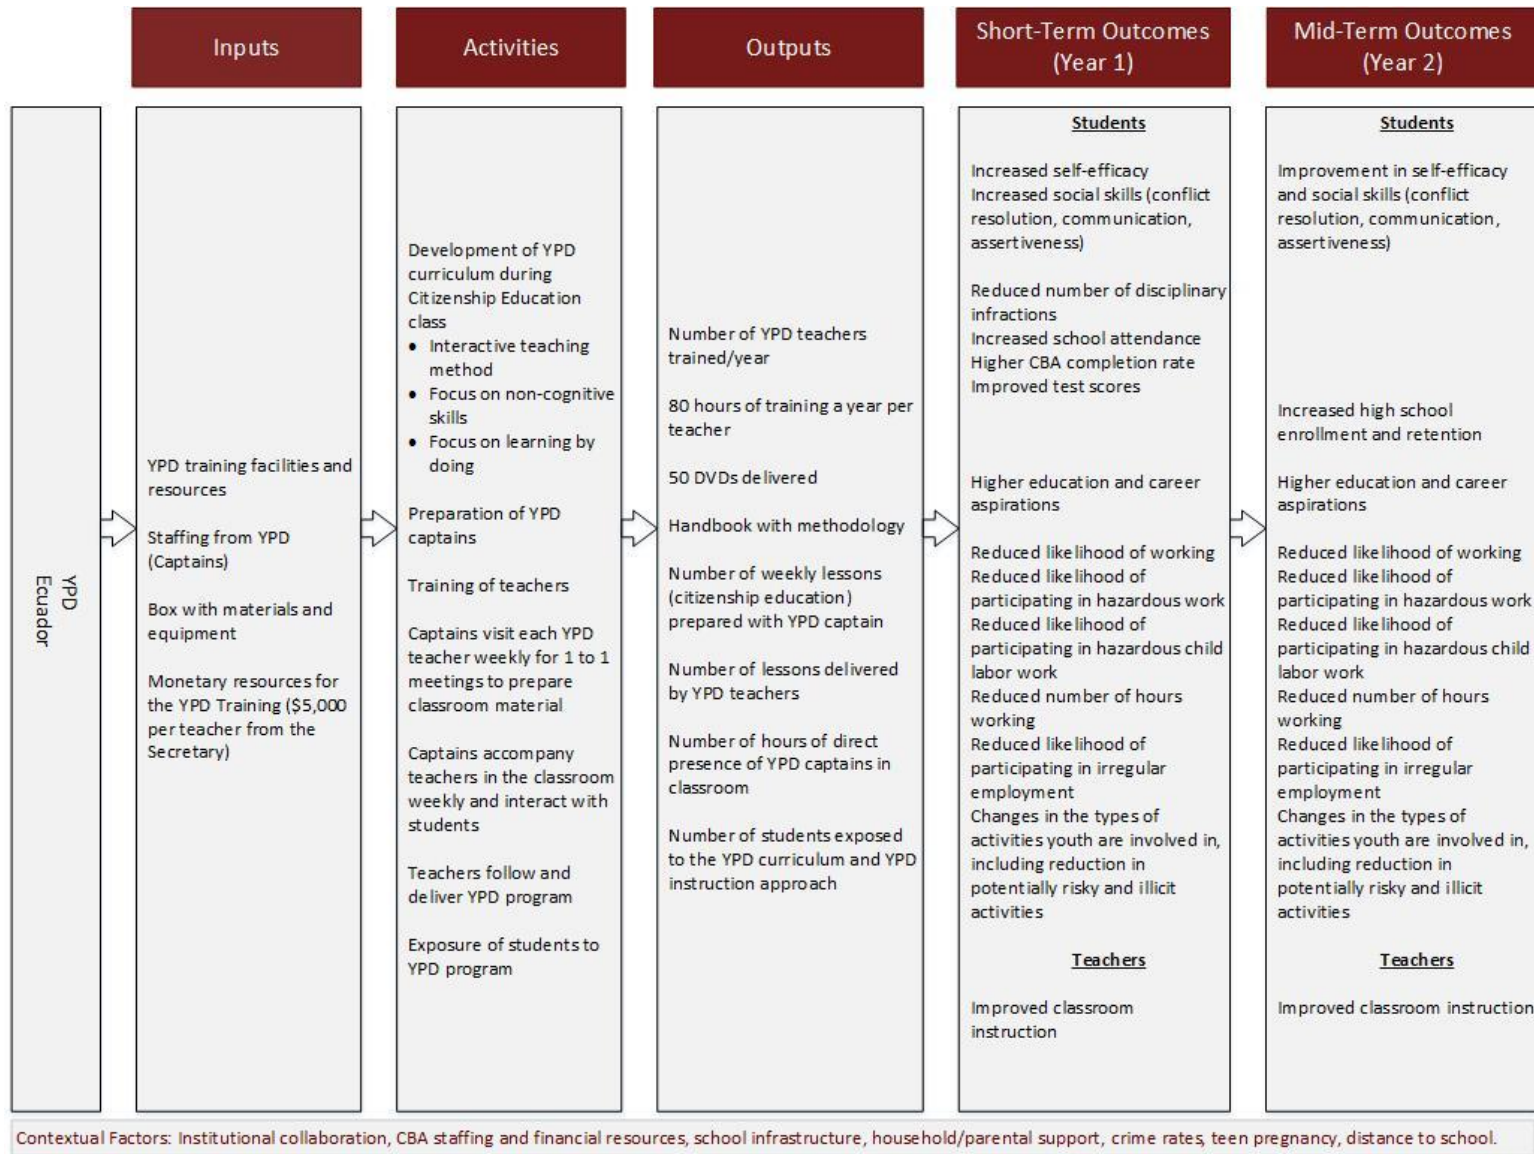 Inputs
Activities
Outputs
Short-Term Outcomes
(Year 1)
Mid-Term Outcomes
(Year 2)
YPD
Ecuador
YPD training facilities and
resources
Staffing from YPD
(Captains)
Box with materials and
equipment
Monetary resources for
the YPD Training ($5,000
per teacher from the
Secretary)
Development of YPD
curriculum during
Citizenship Education
class
• Interactive teaching
method
• Focus on non-cognitive
skills
• Focus on learning by
doing
Preparation of YPD
captains
Training of teachers
Captains visit each YPD
teacher weekly for 1 to 1
meetings to prepare
classroom material
Captains accompany
teachers in the classroom
weekly and interact with
students
Teachers follow and
deliver YPD program
Exposure of students to
YPD program
Number of YPD teachers
trained/year
80 hours of training a year per
teacher
50 DVDs delivered
Handbook with methodology
Number of weekly lessons
(citizenship education)
prepared with YPD captain
Number of lessons delivered
by YPD teachers
Number of hours of direct
presence of YPD captains in
classroom
Number of students exposed
to the YPD curriculum and YPD
instruction approach
Students
Increased self-efficacy
Increased social skills (conflict
resolution, communication,
assertiveness)
Reduced number of disciplinary
infractions
Increased school attendance
Higher CBA completion rate
Improved test scores
Higher education and career
aspirations
Reduced likelihood of working
Reduced likelihood of
participating in hazardous work
Reduced likelihood of
participating in hazardous child
labor work
Reduced number of hours
working
Reduced likelihood of
participating in irregular
employment
Changes in the types of
activities youth are involved in,
including reduction in
potentially risky and illicit
activities
Teachers
Improved classroom
instruction
Students
Improvement in self-efficacy
and social skills (conflict
resolution, communication,
assertiveness)
Increased high school
enrollment and retention
Higher education and career
aspirations
Reduced likelihood of working
Reduced likelihood of
participating in hazardous work
Reduced likelihood of
participating in hazardous child
labor work
Reduced number of hours
working
Reduced likelihood of
participating in irregular
employment
Changes in the types of
activities youth are involved in,
including reduction in
potentially risky and illicit
activities
Teachers
Improved classroom instruction
Contextual Factors: Institutional collaboration, CBA staffing and financial resources, school infrastructure, household/parental support, crime rates, teen pregnancy, distance to school.